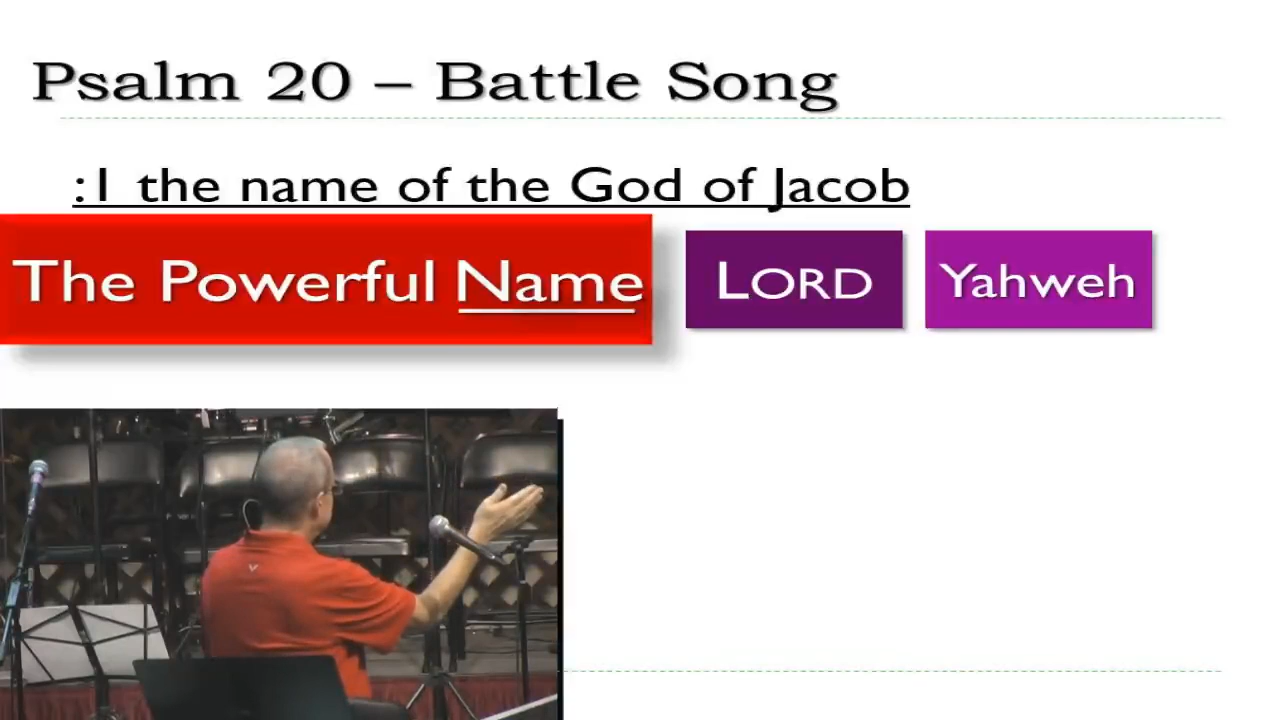 Psalm 20 – Battle Song
:1 the name of the God of Jacob
The Powerful Name
LORD
Yahweh